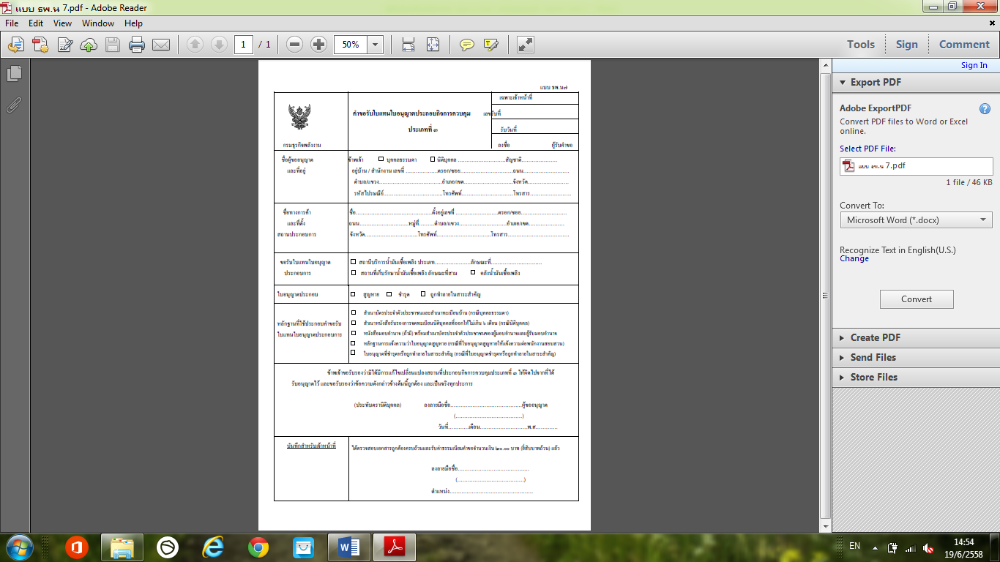 แบบ ธพ.น 7.pdf - Adobe Reader
File Edit View Window Help
1 / 1 50% Tools Sign Comment
Sign In
แบบ ธพ.น๗
เฉพาะเจ้าหน้าที่
คำขอรับใบแทนใบอนุญาตประกอบกิจการควบคุม เลขรับที่
ประเภทที่ ๓ รับวันที่
กรมธุรกิจพลังงาน ลงชื่อ ผู้รับคำขอ
ชื่อผู้ขออนุญาต ข้าพเจ้า บุคคลธรรมดา นิติบุคคล ........................... สัญชาติ.....................
และที่อยู่ อยู่บ้าน / สำนักงาน เลขที่ ...................ตรอก/ซอย...............................ถนน...........................
ตำบล/แขวง.....................................อำเภอ/เขต.............................จังหวัด........................
รหัสไปรษณีย์...................................โทรศัพท์..............................โทรสาร........................
ชื่อทางการค้า ชื่อ.............................................ตั้งอยู่เลขที่ .........................ตรอก/ซอย...........................
และที่ตั้ง ถนน.............................หมู่ที่.........ตำบล/แขวง............................อำเภอ/เขต.....................
สถานประกอบการ จังหวัด...............................โทรศัพท์................................โทรสาร....................................
ขอรับใบแทนใบอนุญาต สถานีบริการน้ำมันเชื้อเพลิง ประเภท.....................ลักษณะที่..............................
ประกอบการ สถานที่เก็บรักษาน้ำมันเชื้อเพลิง ลักษณะที่สาม คลังน้ำมันเชื้อเพลิง
ใบอนุญาตประกอบ สูญหาย ชำรุด ถูกทำลายในสาระสำคัญ
สำเนาบัตรประจำตัวประชาชนและสำเนาทะเบียนบ้าน (กรณีบุคคลธรรมดา)
หลักฐานที่ใช้ประกอบคำขอรับ สำเนาหนังสือรับรองการจดทะเบียนนิติบุคคลที่ออกให้ไม่เกิน ๖ เดือน (กรณีนิติบุคคล)
ใบแทนใบอนุญาตประกอบการ หนังสือมอบอำนาจ (ถ้ามี) พร้อมสำเนาบัตรประจำตัวประชาชนของผู้มอบอำนาจและผู้รับมอบอำนาจ
หลักฐานการแจ้งความว่าใบอนุญาตสูญหาย (กรณีที่ใบอนุญาตสูญหายให้แจ้งความต่อพนักงานสอบสวน)
ใบอนุญาตที่ชำรุดหรือถูกทำลายในสาระสำคัญ (กรณีที่ใบอนุญาตชำรุดหรือถูกทำลายในสาระสำคัญ)
ข้าพเจ้าขอรับรองว่ามิได้มีการแก้ไขเปลี่ยนแปลงสถานที่ประกอบกิจการควบคุมประเภทที่ ๓ ให้ผิดไปจากที่ได้
รับอนุญาตไว้ และขอรับรองว่าข้อความดังกล่าวข้างต้นนี้ถูกต้อง และเป็นจริงทุกประการ
(ประทับตรานิติบุคคล) ลงลายมือชื่อ..........................................ผู้ขออนุญาต
(.......................................)
วันที่............เดือน............................พ.ศ.............
บันทึกสำหรับเจ้าหน้าที่ ได้ตรวจสอบเอกสารถูกต้องครบถ้วนและรับค่าธรรมเนียมคำขอจำนวนเงิน ๒๐.๐๐ บาท (ยี่สิบบาทถ้วน) แล้ว
ลงลายมือชื่อ..........................................
(.......................................)
ตำแหน่ง.................................................
Export PDF
Adobe ExportPDF
Convert PDF files to Word or Excel
online.
Select PDF File:
แบบ ธพ.น 7.pdf
1 file / 46 KB
Convert To:
Microsoft Word (*.docx)
Recognize Text in English(U.S.)
Change
Convert
Create PDF
Send Files
Store Files
EN 14:54
19/6/2558